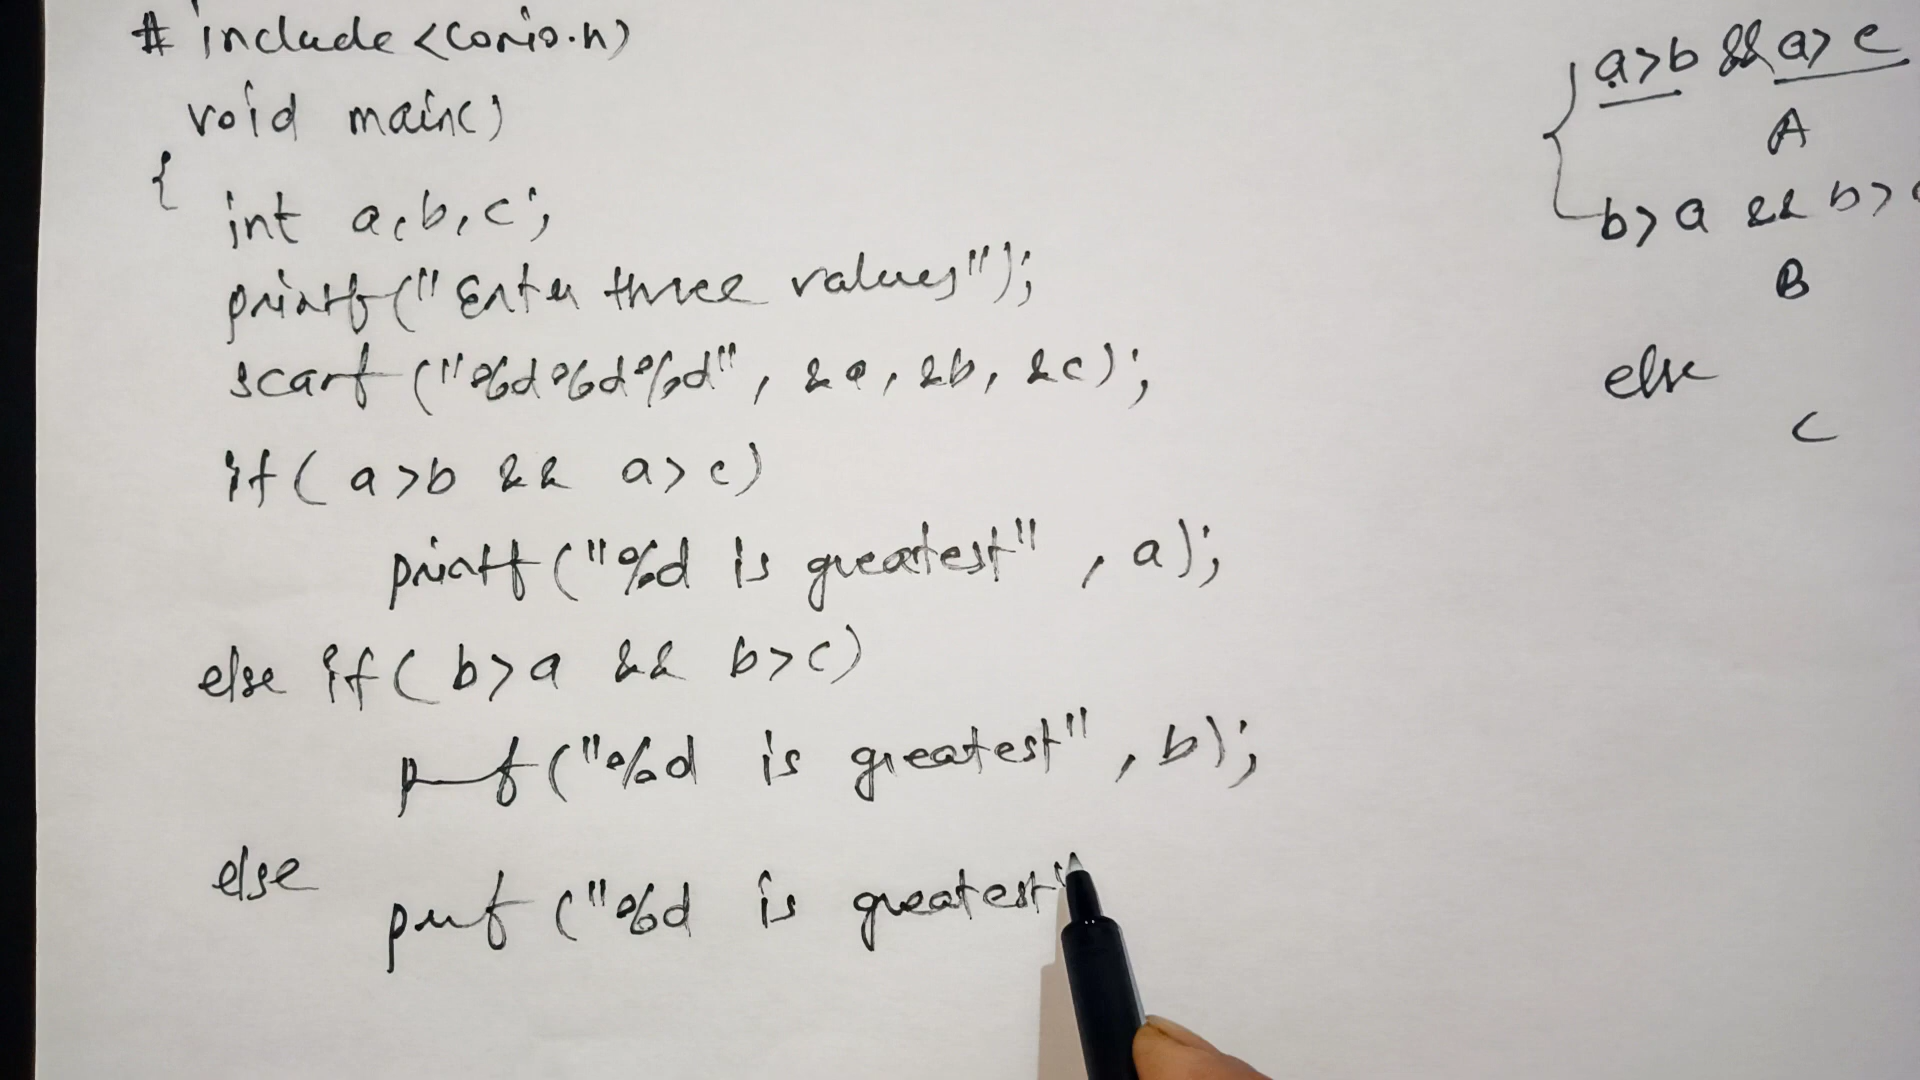 # include <conio.h>
void main()
{
int a,b,c;
printf("Enter three values");
scanf ("%d%d%d", &a, &b, &c);
if( a>b && a>c)
printf("%d is greatest", a);
else if( b>a && b>c)
pf("%d is greatest", b);
else
prf ("%d is greatest"
a>b && a>c
A
b>a && b>
B
else
C